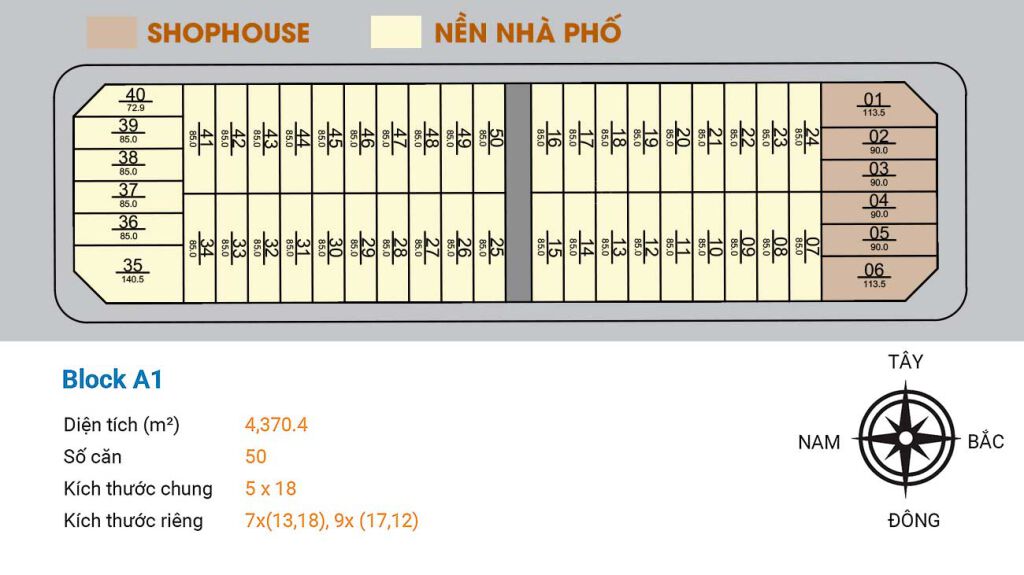 SHOPHOUSE NỀN NHÀ PHỐ
40
72.9
39
85.0
38
85.0
37
85.0
36
85.0
35
140.5
41 42 43 44 45 46 47 48 49 50
85.0 85.0 85.0 85.0 85.0 85.0 85.0 85.0 85.0 85.0
34 33 32 31 30 29 28 27 26 25
85.0 85.0 85.0 85.0 85.0 85.0 85.0 85.0 85.0 85.0
16 17 18 19 20 21 22 23 24
85.0 85.0 85.0 85.0 85.0 85.0 85.0 85.0 85.0
15 14 13 12 11 10 09 08 07
85.0 85.0 85.0 85.0 85.0 85.0 85.0 85.0 85.0
01
113.5
02
90.0
03
90.0
04
90.0
05
90.0
06
113.5
Block A1
Diện tích (m²) 4,370.4
Số căn 50
Kích thước chung 5 x 18
Kích thước riêng 7x(13,18), 9x (17,12)
TÂY
NAM BẮC
ĐÔNG